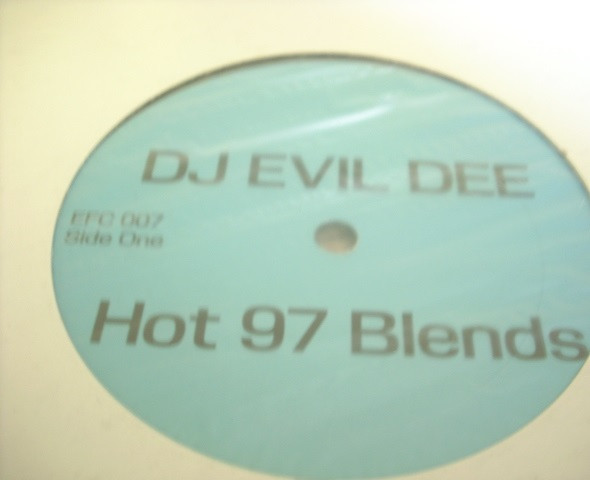 DJ EVIL DEE
EFC 007
Side One
Hot 97 Blends